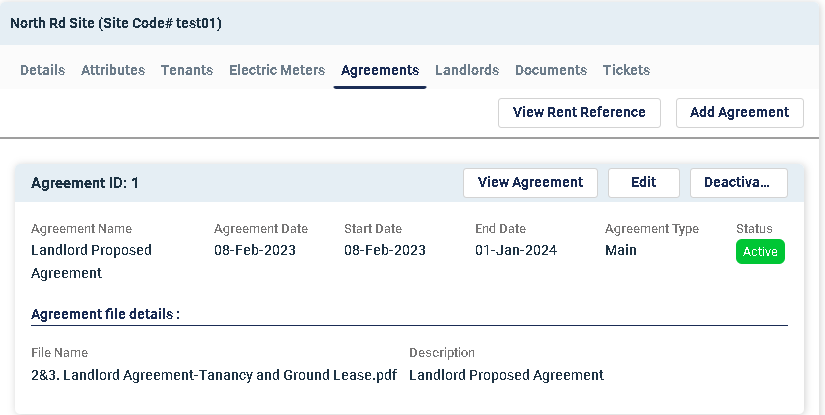 North Rd Site (Site Code# test01)
Details Attributes Tenants Electric Meters Agreements Landlords Documents Tickets
View Rent Reference Add Agreement
Agreement ID: 1 View Agreement Edit Deactiva...
Agreement Name Agreement Date Start Date End Date Agreement Type Status
Landlord Proposed 08-Feb-2023 08-Feb-2023 01-Jan-2024 Main Active
Agreement
Agreement file details :
File Name Description
2&3. Landlord Agreement-Tanancy and Ground Lease.pdf Landlord Proposed Agreement